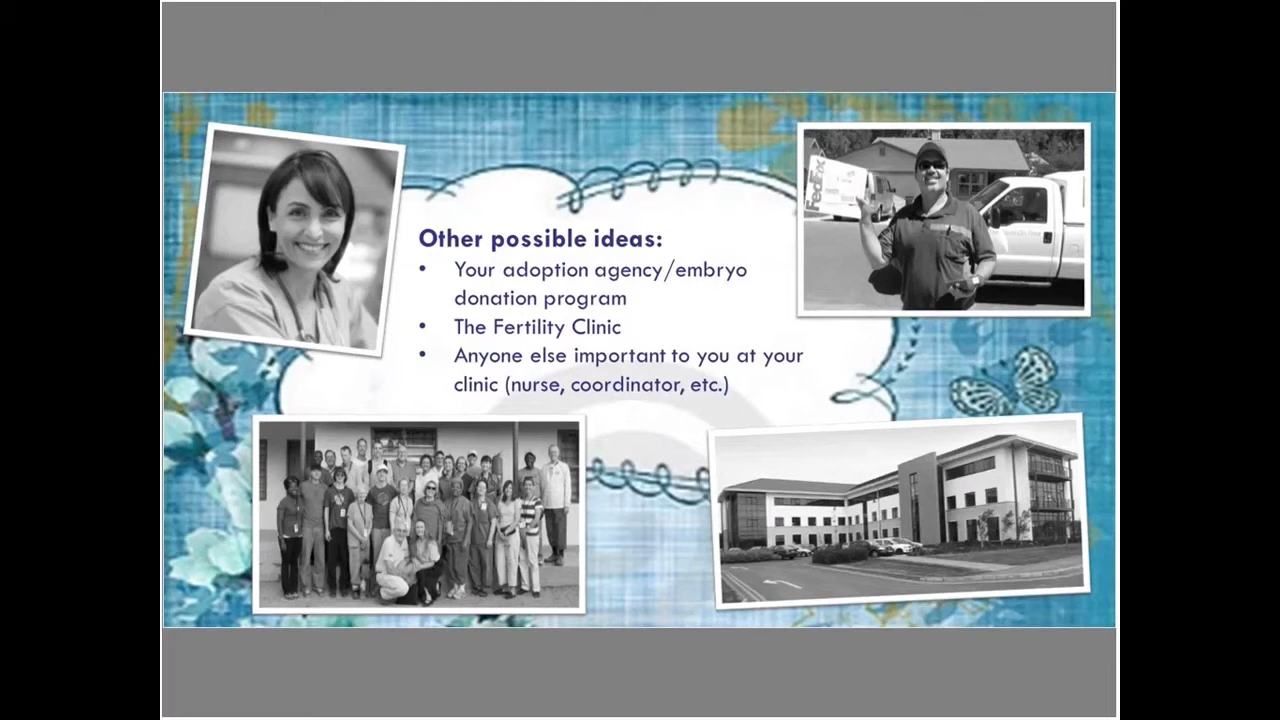 Other possible ideas:
• Your adoption agency/embryo
donation program
• The Fertility Clinic
• Anyone else important to you at your
clinic (nurse, coordinator, etc.)
FedEx